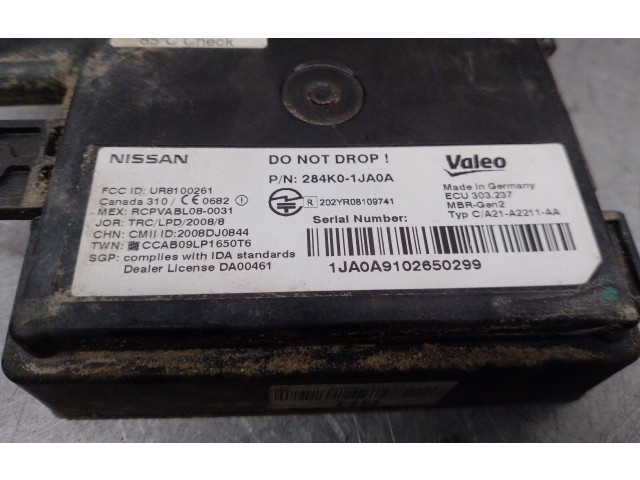 85°C Check
NISSAN
FCC ID: UR8100261
Canada 310 / CE 0682 !
MEX: RCPVABL08-0031
JOR: TRC/LPD/2008/8
CHN: CMII ID:2008DJ0844
TWN: CCAB09LP1650T6
SGP: complies with IDA standards
Dealer License DA00461
DO NOT DROP !
P/N: 284K0-1JA0A
R 202YR08109741
Serial Number:
1JA0A9102650299
Valeo
Made in Germany
ECU 303.237
MBR-Gen2
Typ C/A21-A2211-AA